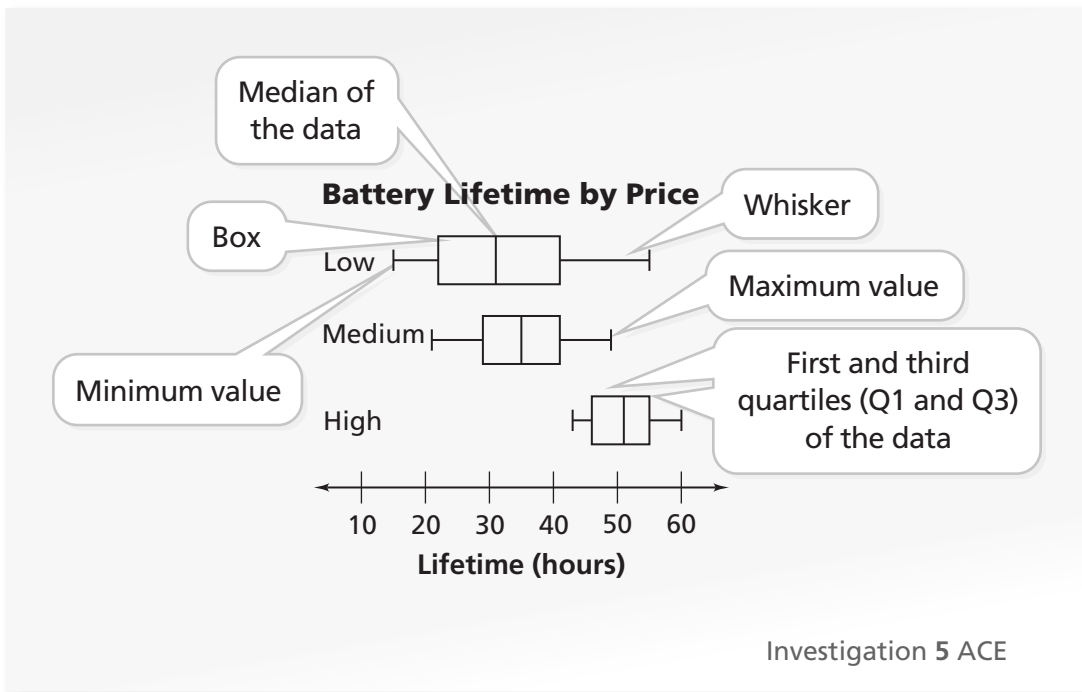 Median of
the data
Battery Lifetime by Price
Whisker
Box
Low
Maximum value
Medium
Minimum value
First and third
quartiles (Q1 and Q3)
of the data
High
10 20 30 40 50 60
Lifetime (hours)
Investigation 5 ACE